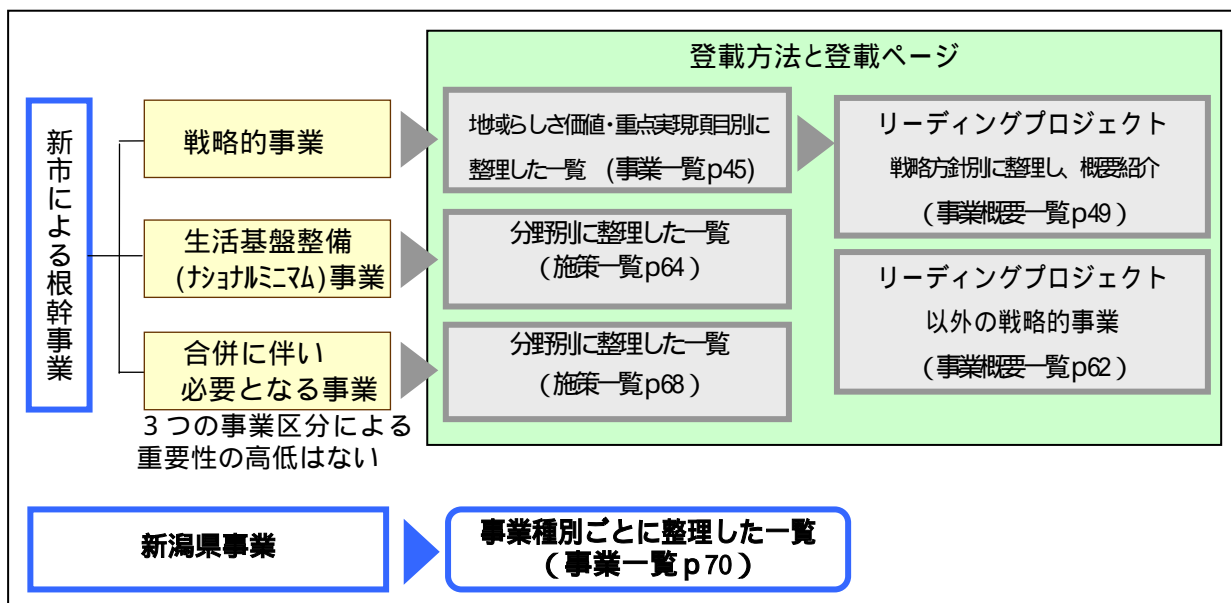 登載方法と登載ページ
新市による根幹事業
戦略的事業
地域らしさ価値・重点実現項目別に
整理した一覧 (事業一覧p45)
リーディングプロジェクト
戦略方針別に整理し、概要紹介
(事業概要一覧p49)
生活基盤整備
(ナショナルミニマム)事業
分野別に整理した一覧
(施策一覧p64)
リーディングプロジェクト
以外の戦略的事業
(事業概要一覧p62)
合併に伴い
必要となる事業
分野別に整理した一覧
(施策一覧p68)
3つの事業区分による
重要性の高低はない
新潟県事業
事業種別ごとに整理した一覧
(事業一覧p70)